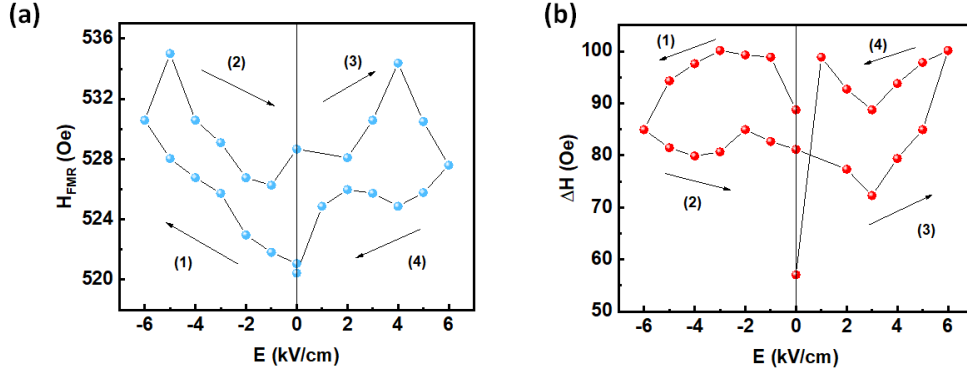 (a)
536
532
528
524
520
H_FMR (Oe)
(1)
(2)
(3)
(4)
-6 -4 -2 0 2 4 6
E (kV/cm)
(b)
100
90
80
70
60
50
ΔH (Oe)
(1)
(2)
(3)
(4)
-6 -4 -2 0 2 4 6
E (kV/cm)